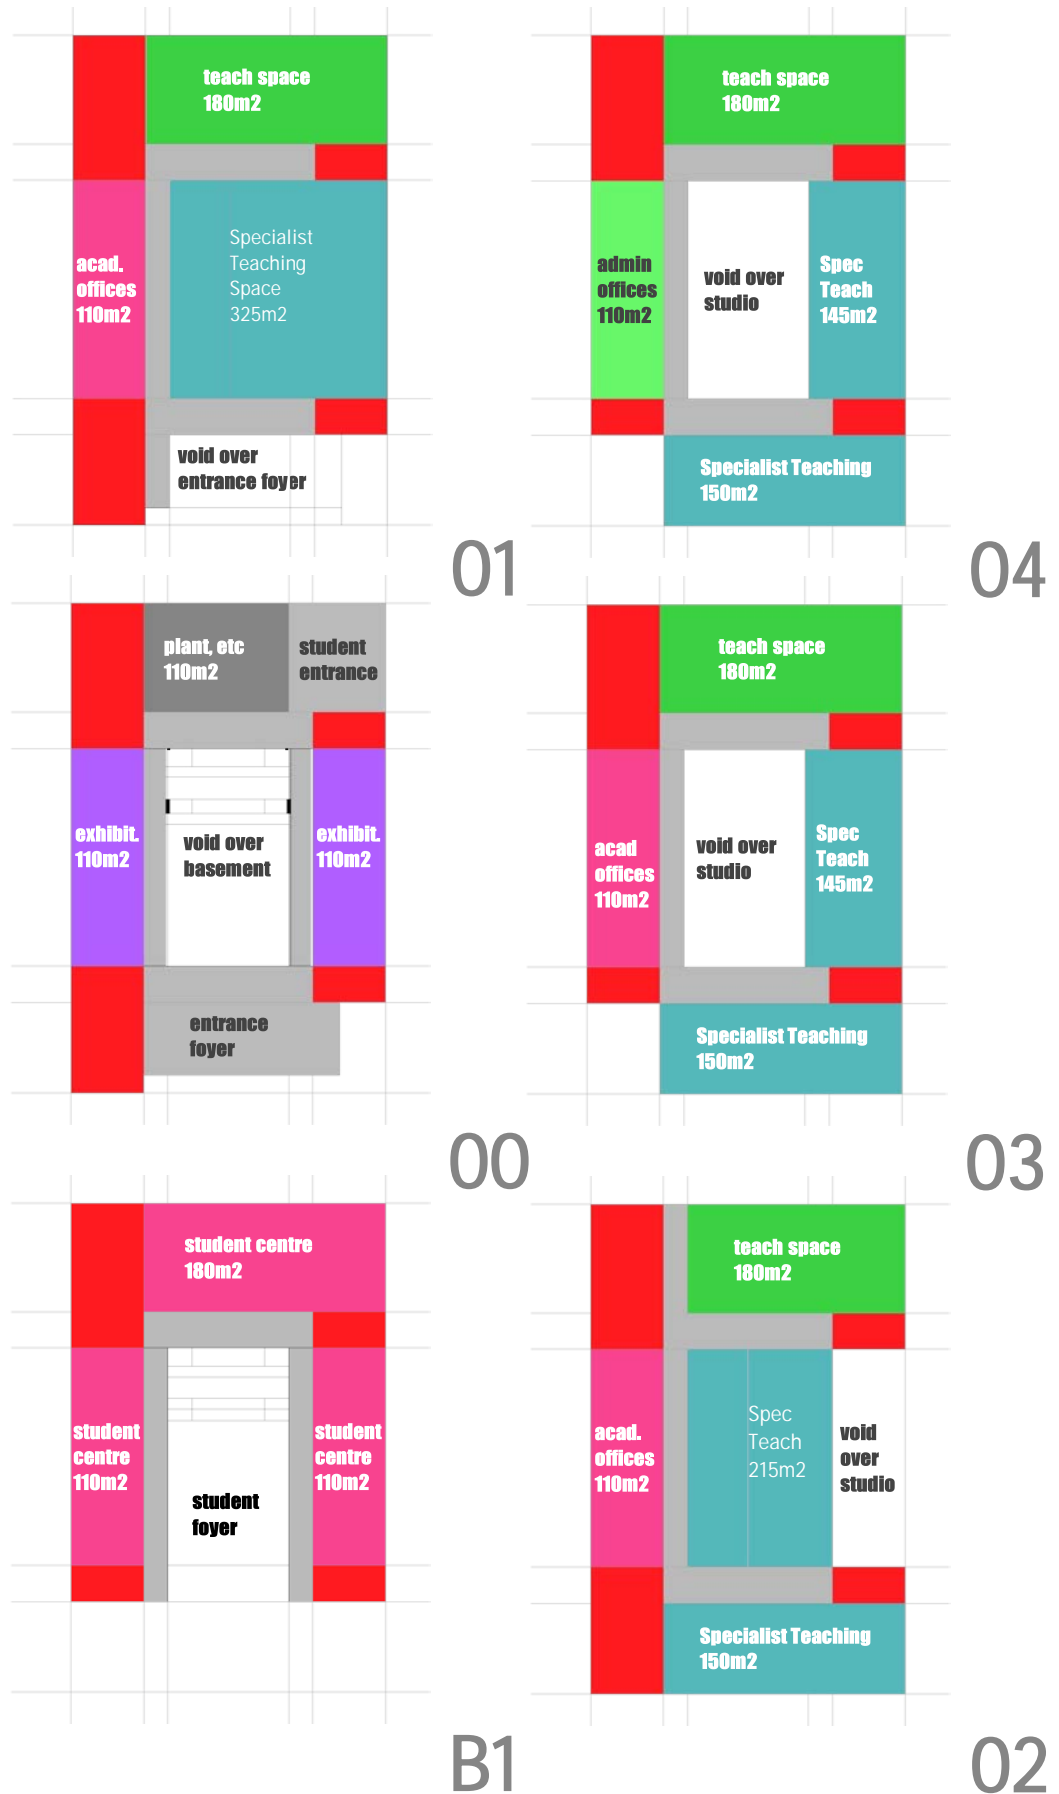 teach space
180m2
acad.
offices
110m2
Specialist
Teaching
Space
325m2
void over
entrance foyer
01
teach space
180m2
admin
offices
110m2
void over
studio
Spec
Teach
145m2
Specialist Teaching
150m2
04
plant, etc
110m2
student
entrance
exhibit.
110m2
void over
basement
exhibit.
110m2
entrance
foyer
00
teach space
180m2
acad
offices
110m2
void over
studio
Spec
Teach
145m2
Specialist Teaching
150m2
03
student centre
180m2
student
centre
110m2
student
foyer
student
centre
110m2
B1
teach space
180m2
acad.
offices
110m2
Spec
Teach
215m2
void
over
studio
Specialist Teaching
150m2
02